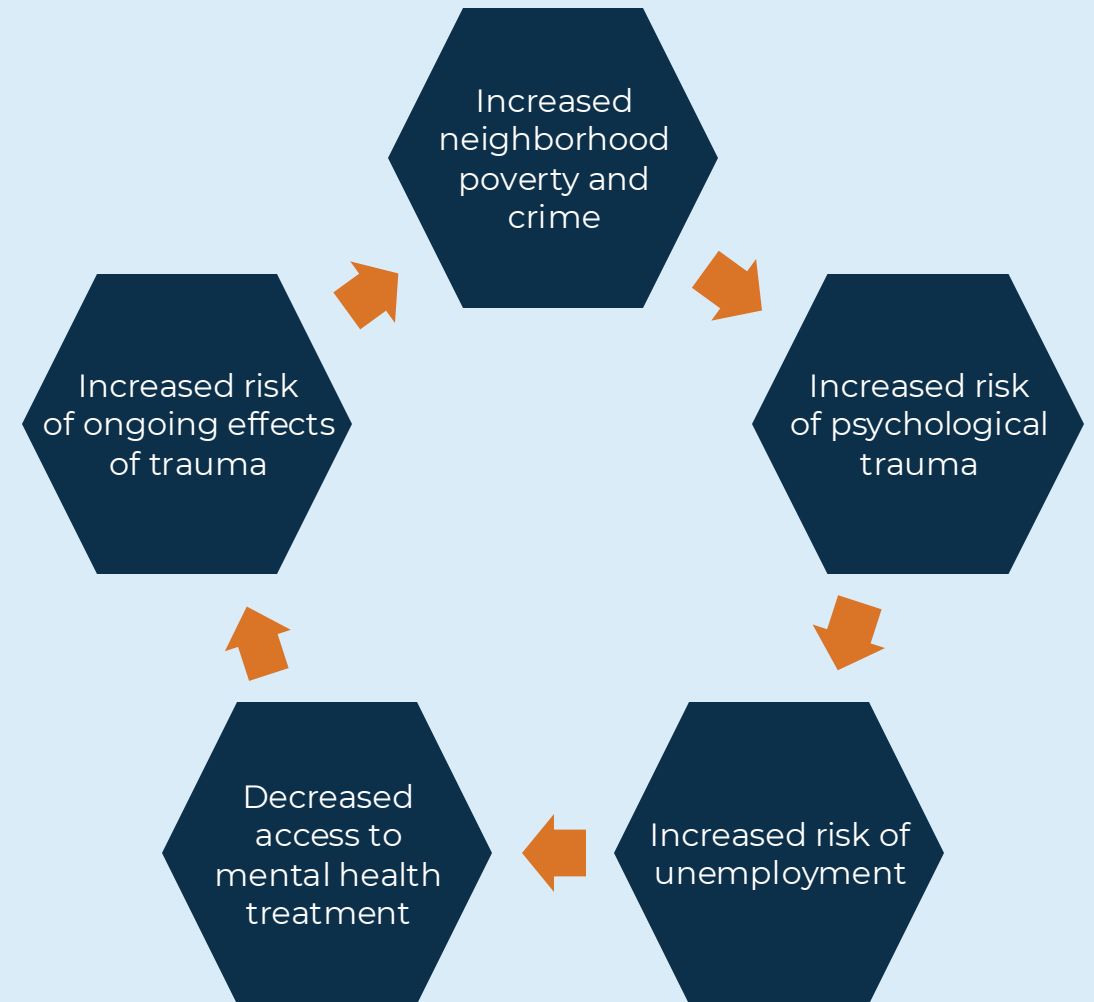 Increased
neighborhood
poverty and
crime
Increased risk
of psychological
trauma
Increased risk of
unemployment
Decreased
access to
mental health
treatment
Increased risk
of ongoing effects
of trauma